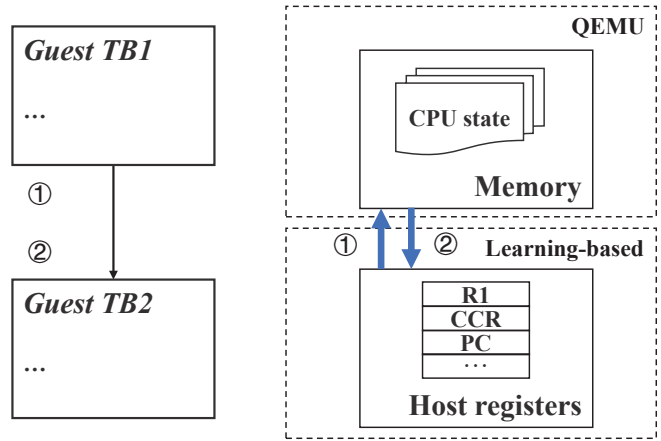 Guest TB1
...
①
②
Guest TB2
...
QEMU
CPU state
Memory
①
②
Learning-based
R1
CCR
PC
...
Host registers